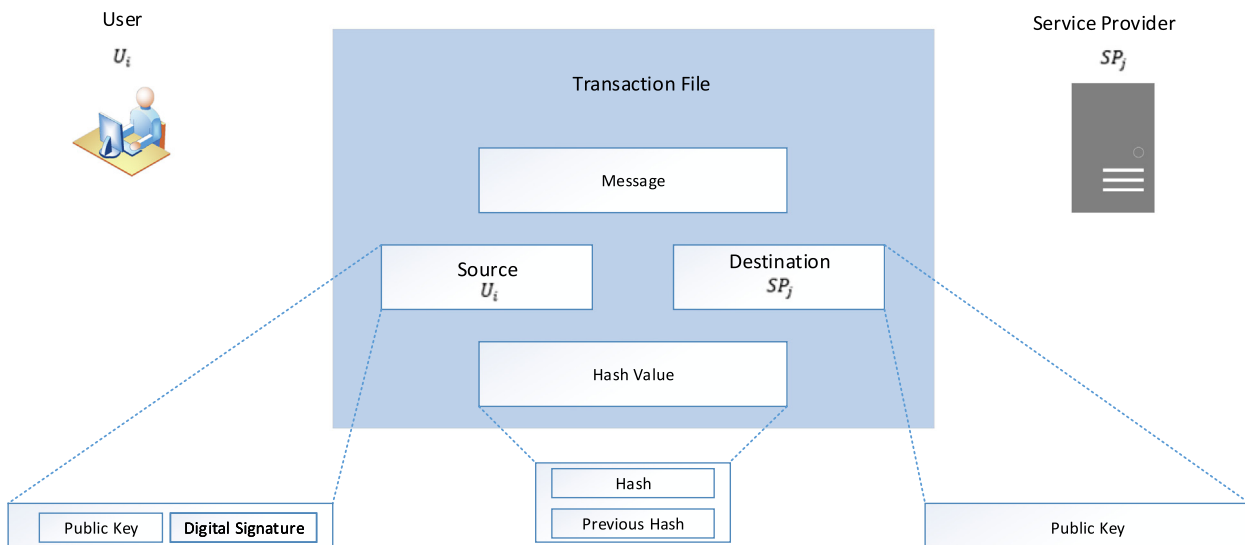 User
U_i
Service Provider
SP_j
Transaction File
Message
Source
U_i
Destination
SP_j
Hash Value
Hash
Previous Hash
Public Key
Digital Signature
Public Key